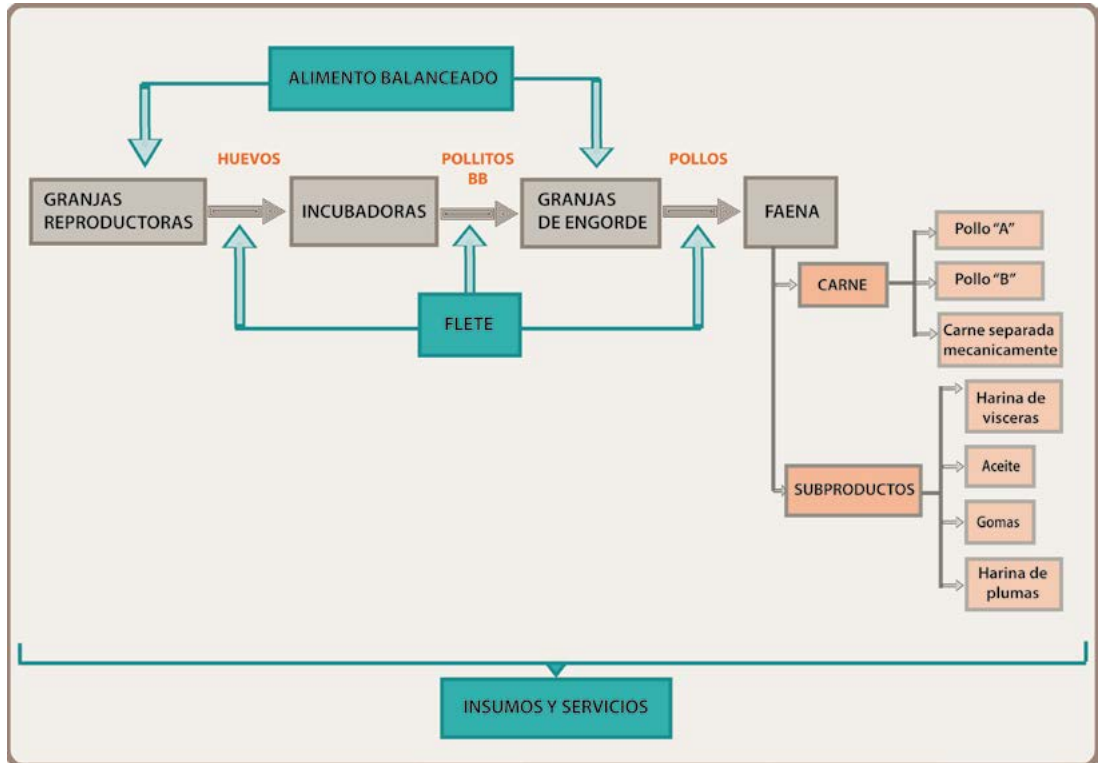 ALIMENTO BALANCEADO
HUEVOS
POLLITOS
BB
POLLOS
GRANJAS
REPRODUCTORAS
INCUBADORAS
GRANJAS
DE ENGORDE
FAENA
FLETE
CARNE
Pollo “A”
Pollo “B”
Carne separada
mecanicamente
SUBPRODUCTOS
Harina de
visceras
Aceite
Gomas
Harina de
plumas
INSUMOS Y SERVICIOS